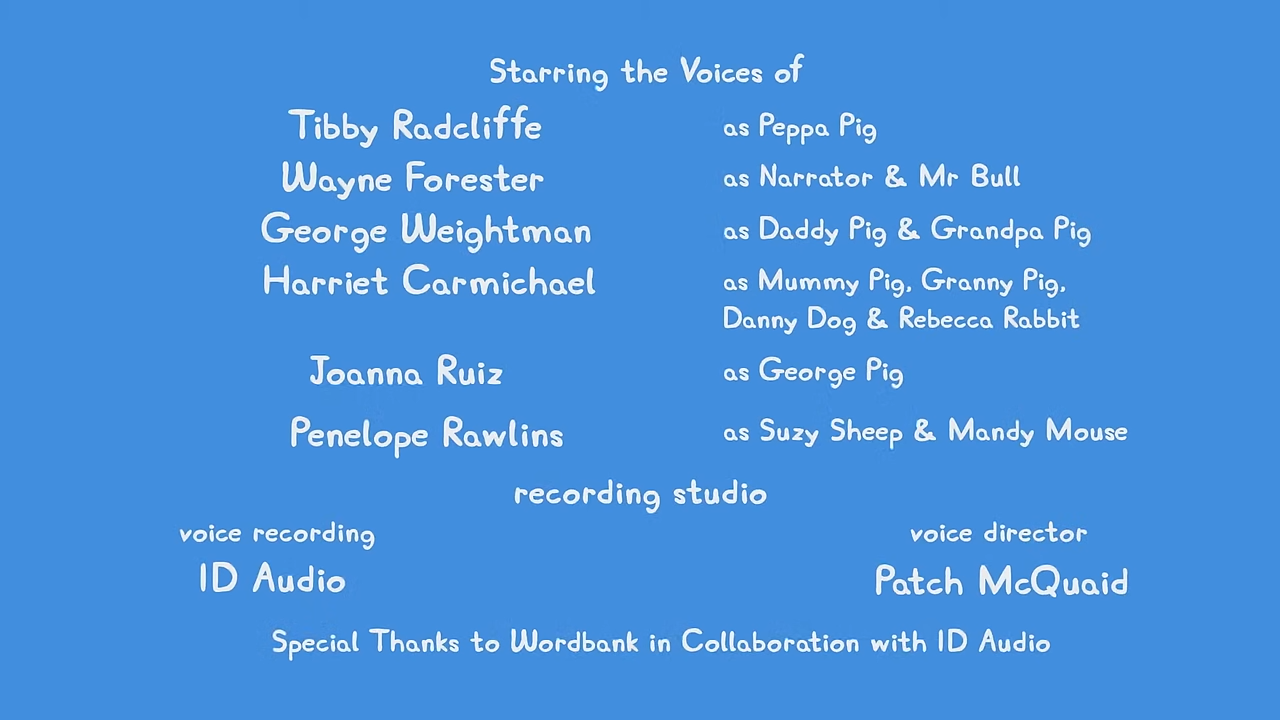 Starring the Voices of
Tibby Radcliffe as Peppa Pig
Wayne Forester as Narrator & Mr Bull
George Weightman as Daddy Pig & Grandpa Pig
Harriet Carmichael as Mummy Pig, Granny Pig,
Danny Dog & Rebecca Rabbit
Joanna Ruiz as George Pig
Penelope Rawlins as Suzy Sheep & Mandy Mouse
recording studio
voice recording voice director
ID Audio Patch McQuaid
Special Thanks to Wordbank in Collaboration with ID Audio